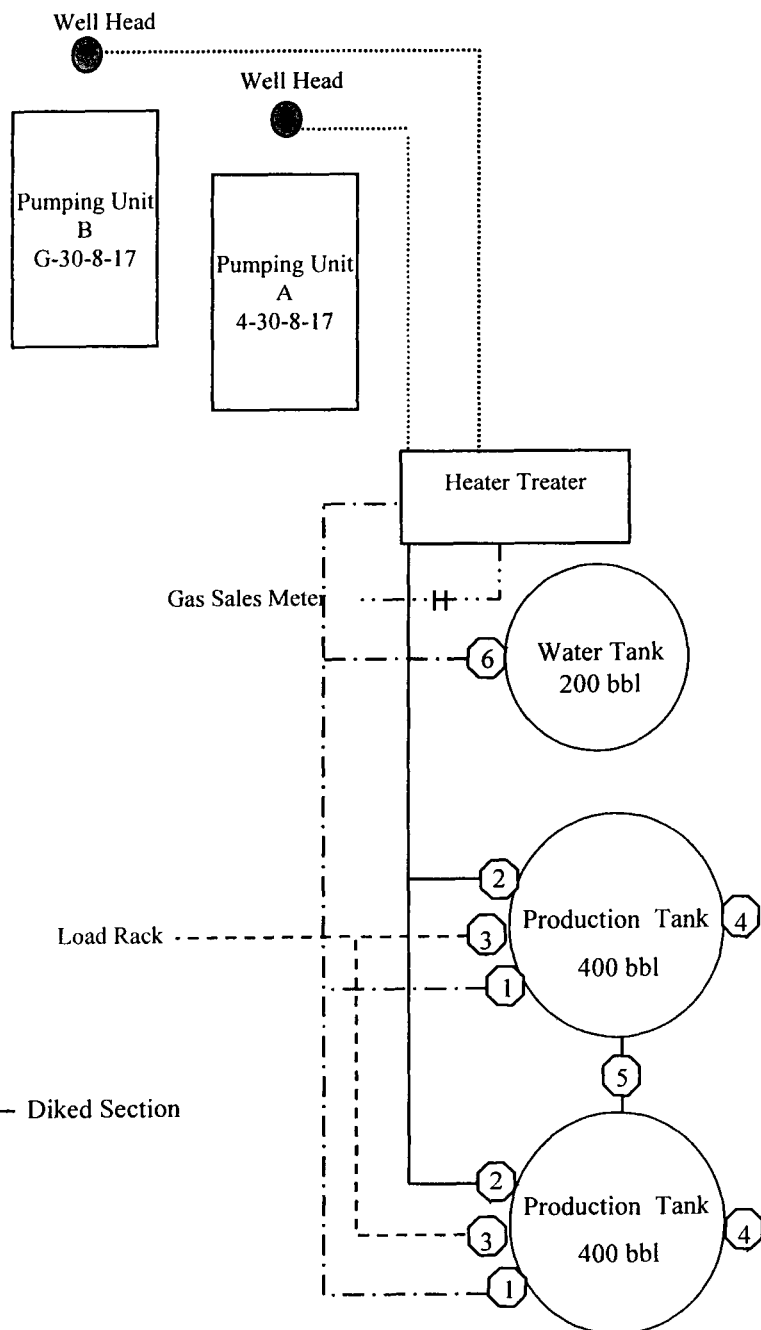 Well Head
Well Head
Pumping Unit
B
G-30-8-17
Pumping Unit
A
4-30-8-17
Heater Treater
Gas Sales Meter
6
Water Tank
200 bbl
2
Production Tank
400 bbl
4
Load Rack
3
1
5
Diked Section
2
Production Tank
400 bbl
4
3
1